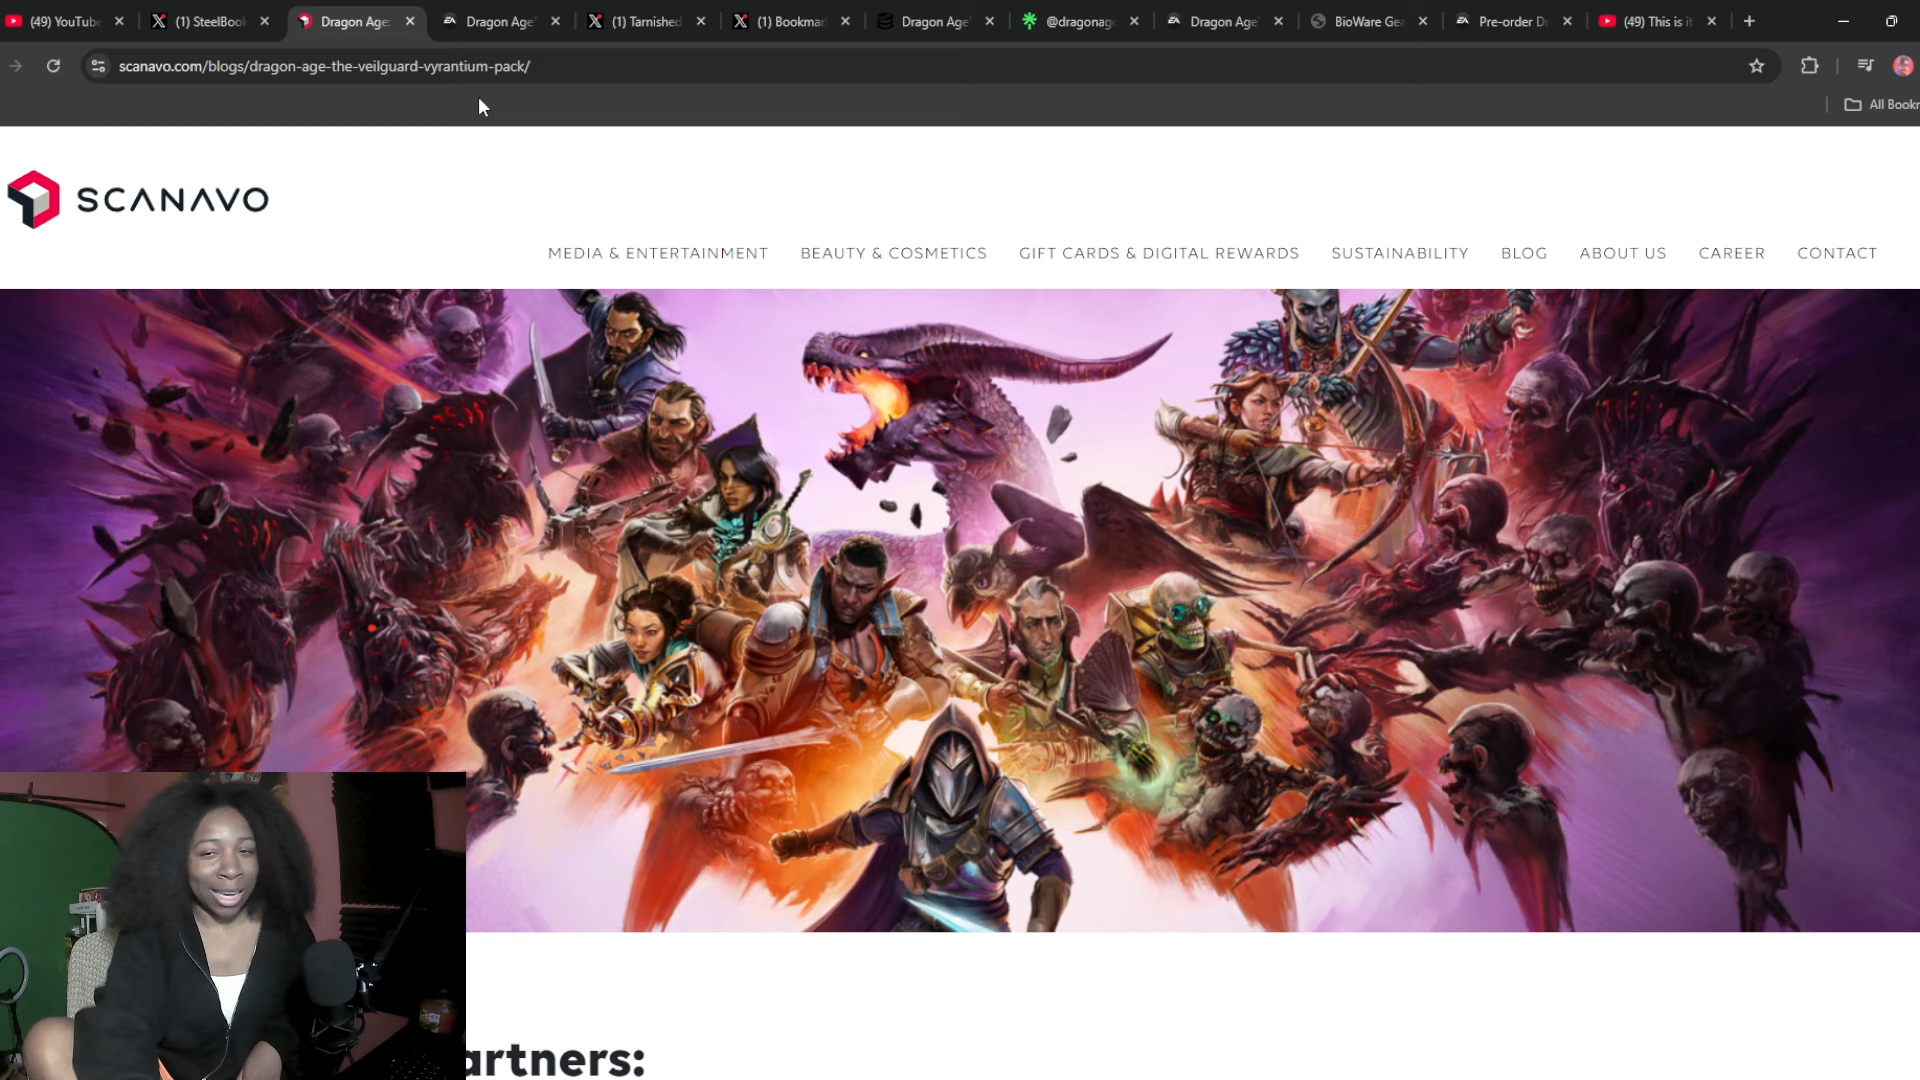 (49) YouTube
(1) SteelBook
Dragon Age:
Dragon Age
(1) Tarnished
(1) Bookmar
Dragon Age
@dragonag
Dragon Age
BioWare Ge
Pre-order D
(49) This is i
scanavo.com/blogs/dragon-age-the-veilguard-vyrantium-pack/
All Bookr
SCANAVO
MEDIA & ENTERTAINMENT
BEAUTY & COSMETICS
GIFT CARDS & DIGITAL REWARDS
SUSTAINABILITY
BLOG
ABOUT US
CAREER
CONTACT
artners: